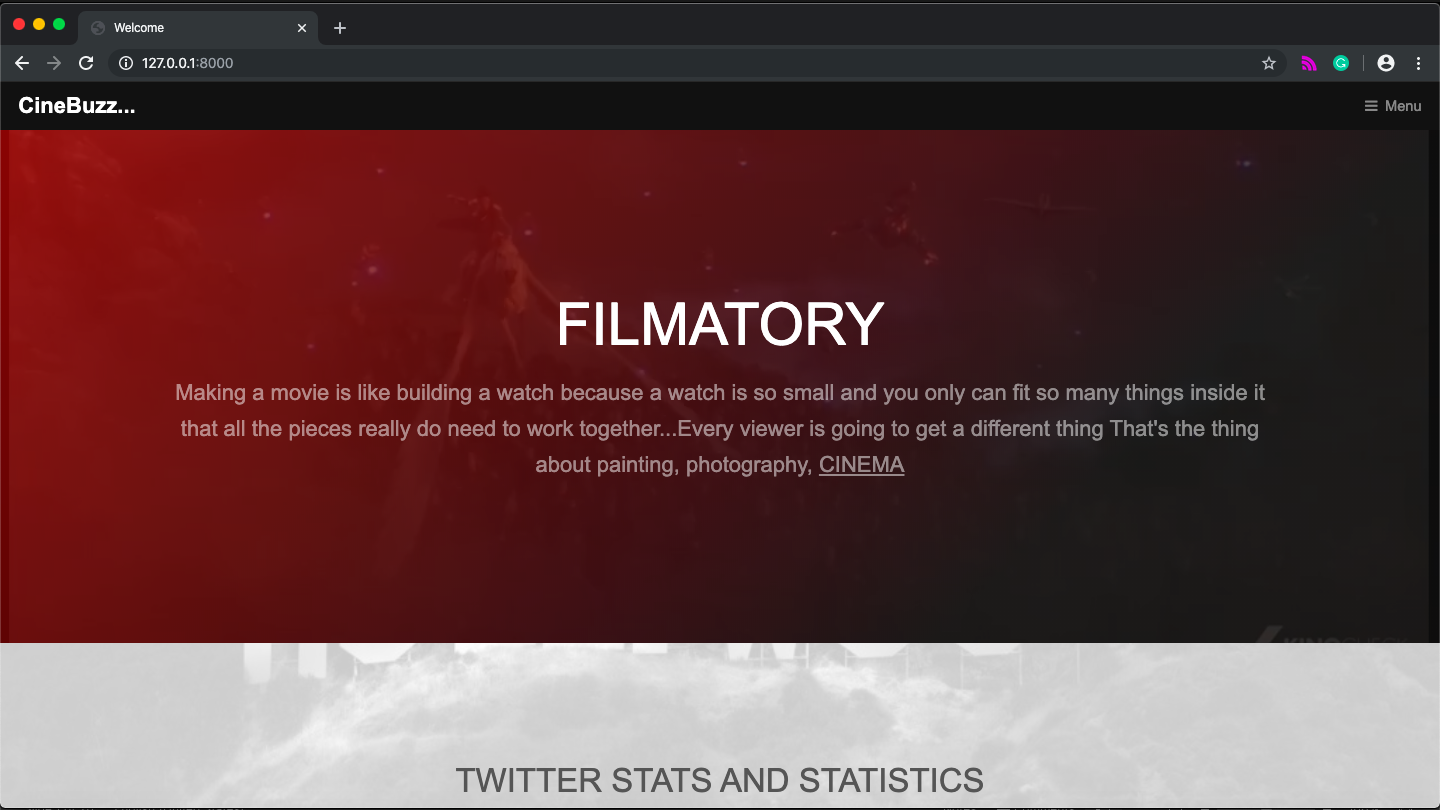 Welcome
127.0.0.1:8000
CineBuzz...
Menu
FILMATORY
Making a movie is like building a watch because a watch is so small and you only can fit so many things inside it
that all the pieces really do need to work together...Every viewer is going to get a different thing That's the thing
about painting, photography, CINEMA
KINOCHECK
TWITTER STATS AND STATISTICS